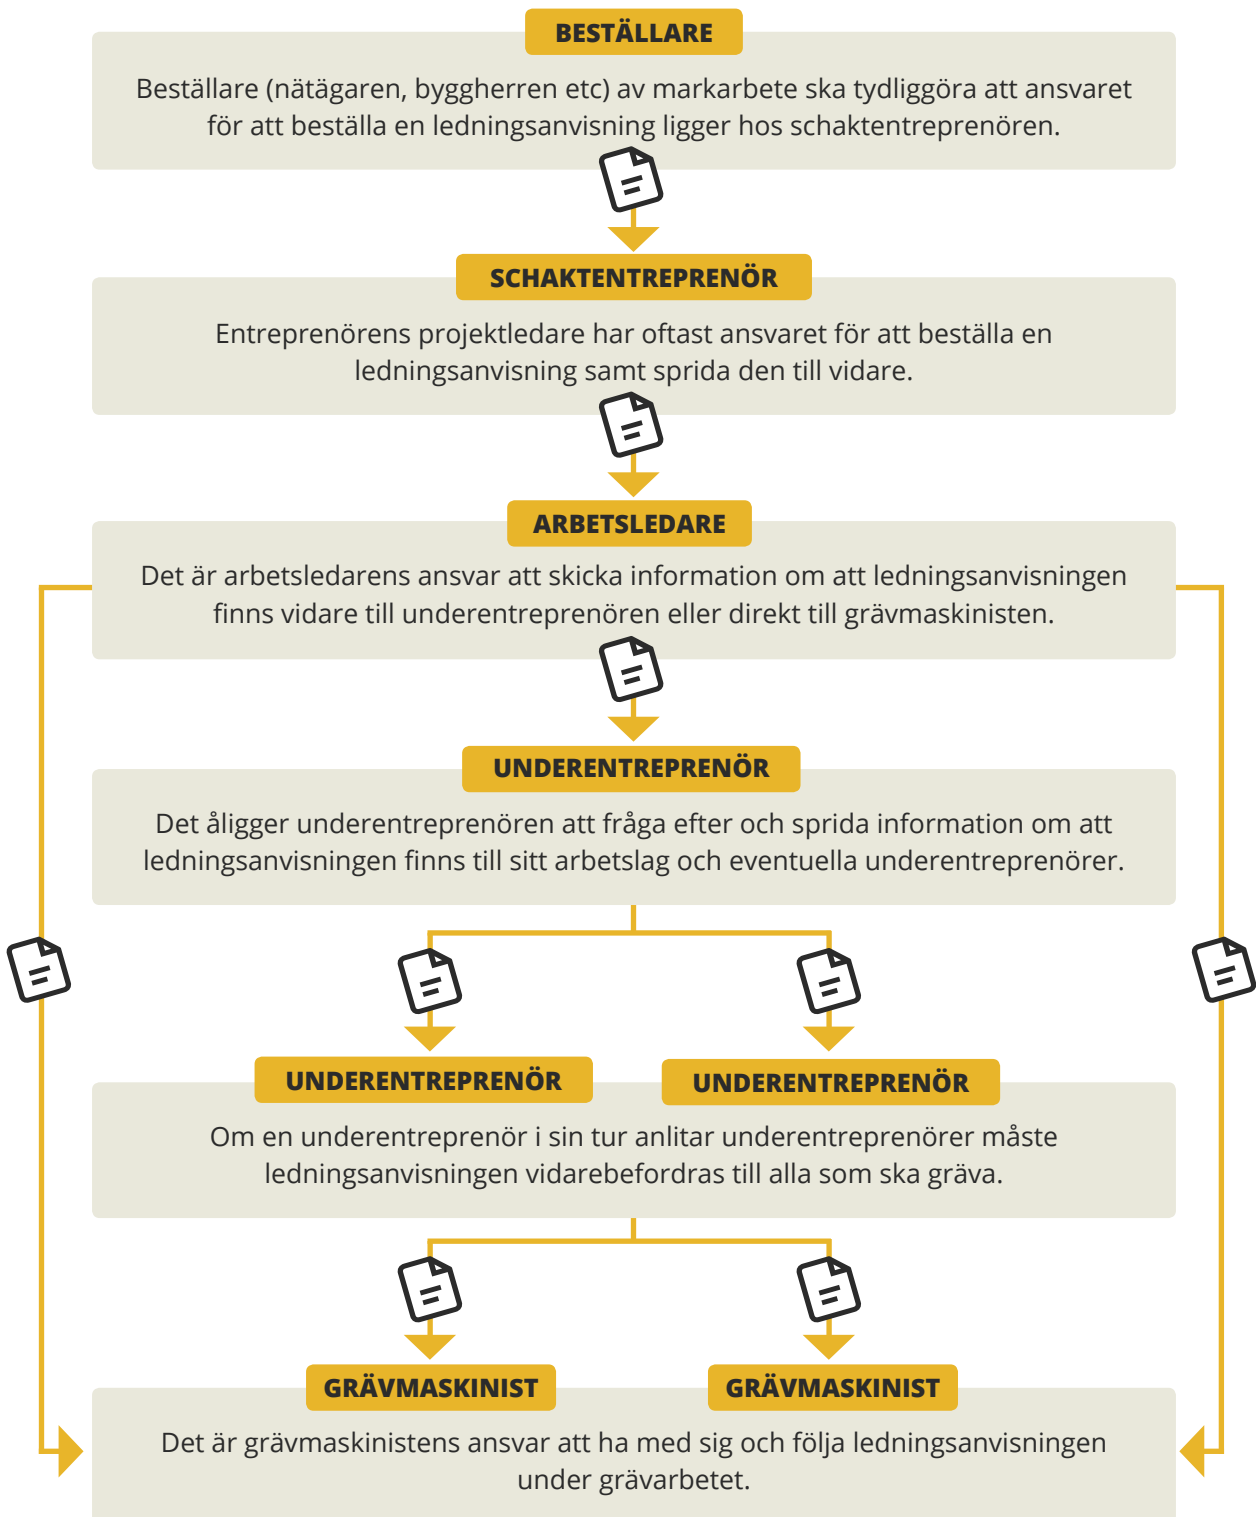 BESTÄLLARE
Beställare (nätägaren, byggherren etc) av markarbete ska tydliggöra att ansvaret
för att beställa en ledningsanvisning ligger hos schaktentreprenören.
SCHAKTENTREPRENÖR
Entreprenörens projektledare har oftast ansvaret för att beställa en
ledningsanvisning samt sprida den till vidare.
ARBETSLEDARE
Det är arbetsledarens ansvar att skicka information om att ledningsanvisningen
finns vidare till underentreprenören eller direkt till grävmaskinisten.
UNDERENTREPRENÖR
Det åligger underentreprenören att fråga efter och sprida information om att
ledningsanvisningen finns till sitt arbetslag och eventuella underentreprenörer.
UNDERENTREPRENÖR
UNDERENTREPRENÖR
Om en underentreprenör i sin tur anlitar underentreprenörer måste
ledningsanvisningen vidarebefordras till alla som ska gräva.
GRÄVMASKINIST
GRÄVMASKINIST
Det är grävmaskinistens ansvar att ha med sig och följa ledningsanvisningen
under grävarbetet.